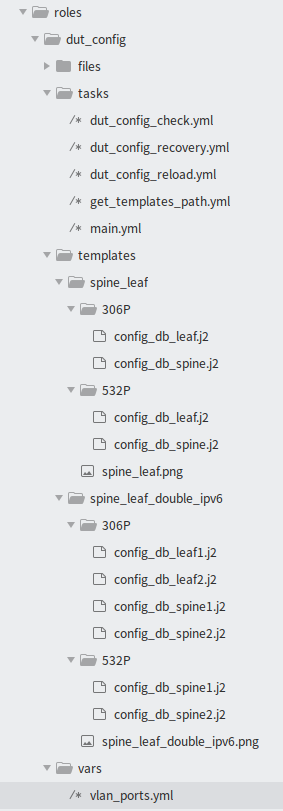 roles
dut_config
files
tasks
dut_config_check.yml
dut_config_recovery.yml
dut_config_reload.yml
get_templates_path.yml
main.yml
templates
spine_leaf
306P
config_db_leaf.j2
config_db_spine.j2
532P
config_db_leaf.j2
config_db_spine.j2
spine_leaf.png
spine_leaf_double_ipv6
306P
config_db_leaf1.j2
config_db_leaf2.j2
config_db_spine1.j2
config_db_spine2.j2
532P
config_db_spine1.j2
config_db_spine2.j2
spine_leaf_double_ipv6.png
vars
vlan_ports.yml